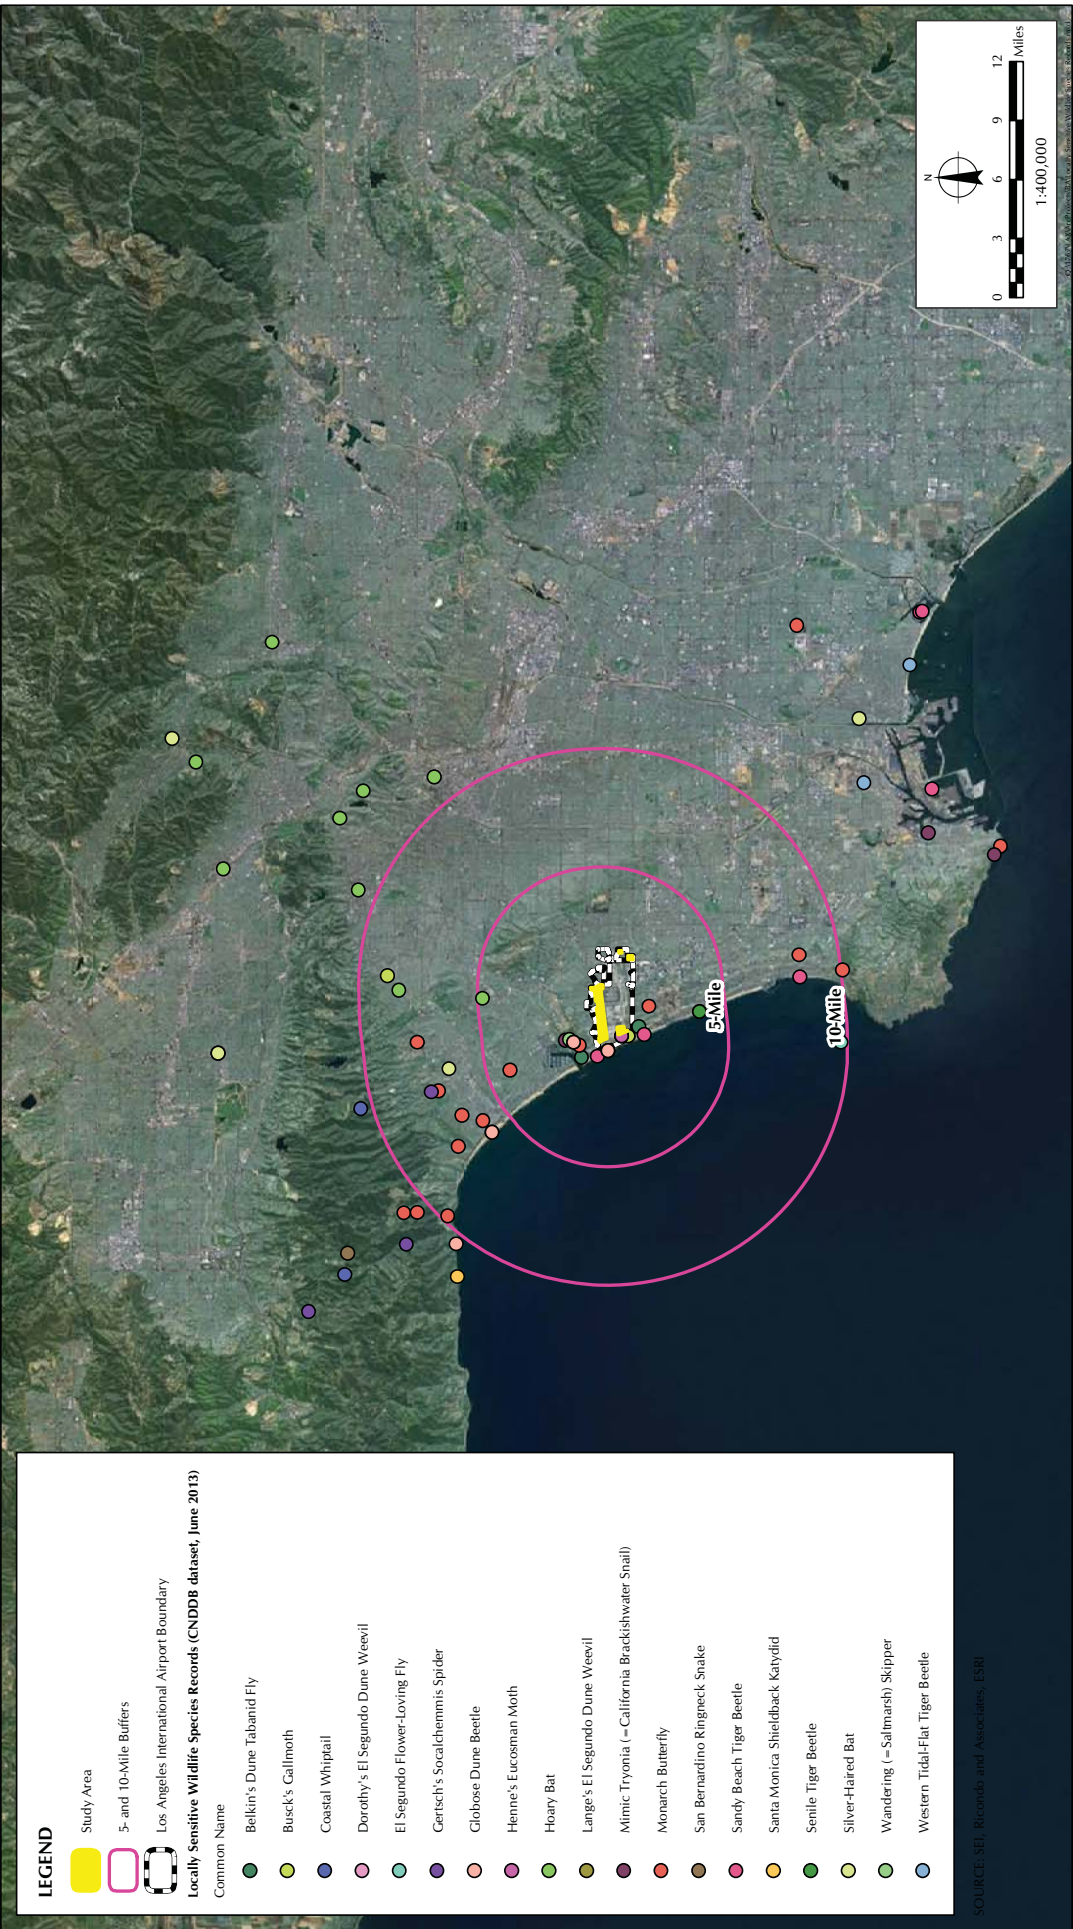 LEGEND
Study Area
5- and 10-Mile Buffers
Los Angeles International Airport Boundary
Locally Sensitive Wildlife Species Records (CNDDB dataset, June 2013)
Common Name
Belkin's Dune Tabanid Fly
Busck's Gallmoth
Coastal Whiptail
Dorothy's El Segundo Dune Weevil
El Segundo Flower-Loving Fly
Gertsch's Socalchemmis Spider
Globose Dune Beetle
Henne's Eucosman Moth
Hoary Bat
Lange's El Segundo Dune Weevil
Mimic Tryonia (=California Brackishwater Snail)
Monarch Butterfly
San Bernardino Ringneck Snake
Sandy Beach Tiger Beetle
Santa Monica Shieldback Katydid
Senile Tiger Beetle
Silver-Haired Bat
Wandering (=Saltmarsh) Skipper
Western Tidal-Flat Tiger Beetle
SOURCE: SEI, Ricondo and Associates, ESRI
5-Mile
10-Mile
N
0 3 6 9 12
Miles
1:400,000